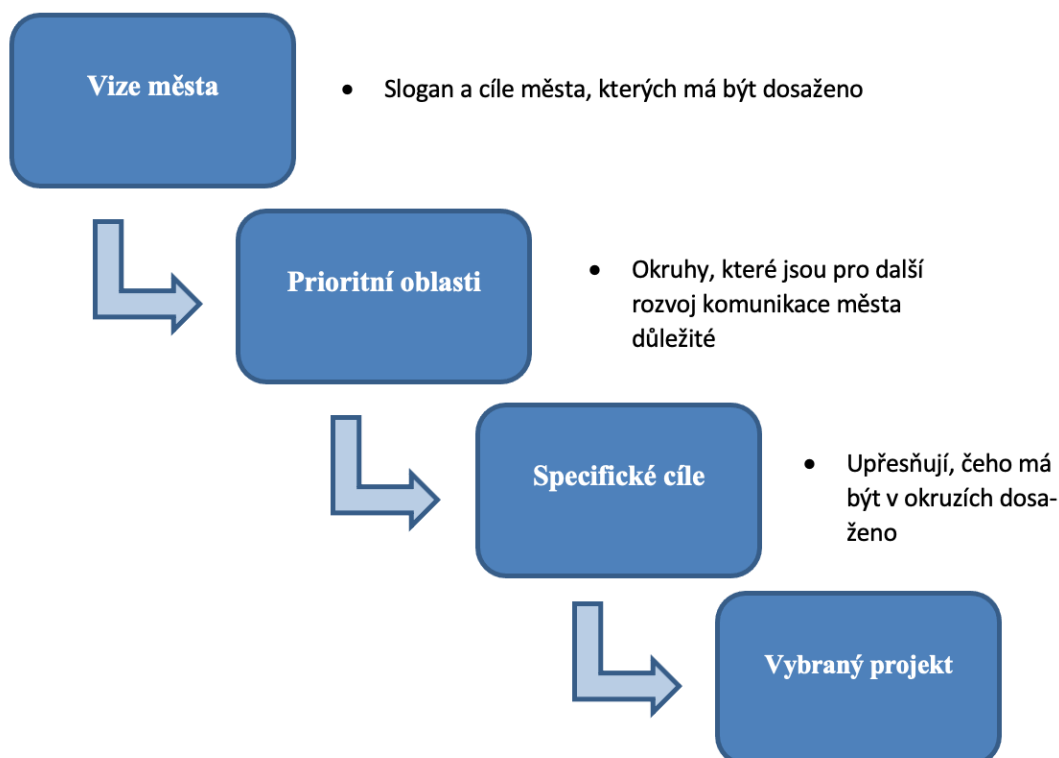 Vize města
• Slogan a cíle města, kterých má být dosaženo
Prioritní oblasti
• Okruhy, které jsou pro další
rozvoj komunikace města
důležité
Specifické cíle
• Upřesňují, čeho má
být v okruzích dosa-
ženo
Vybraný projekt